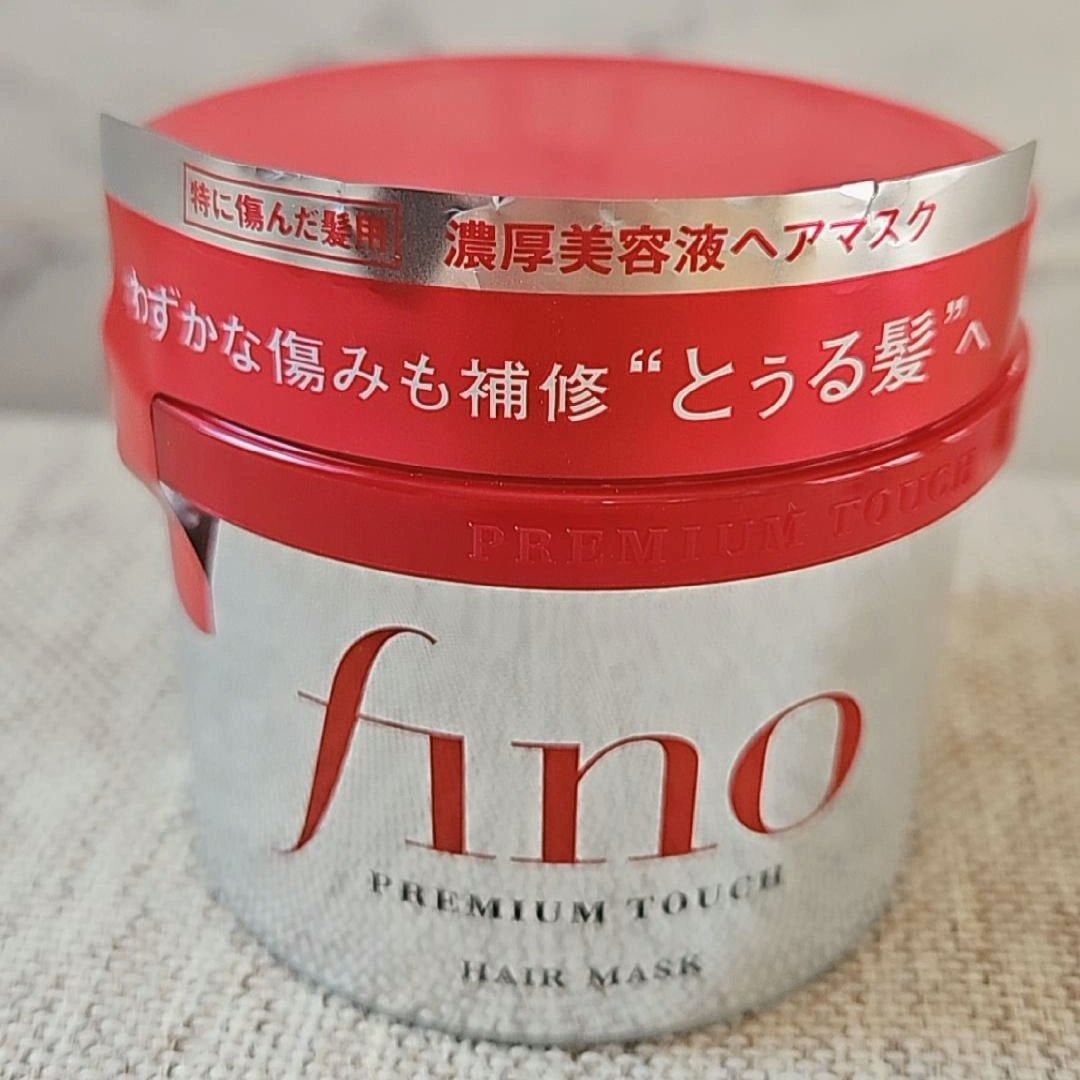 特に傷んだ髪用 濃厚美容液ヘアマスク
わずかな傷みも補修“とぅる髪”へ
PREMIUM TOUCH
fino
PREMIUM TOUCH
HAIR MASK